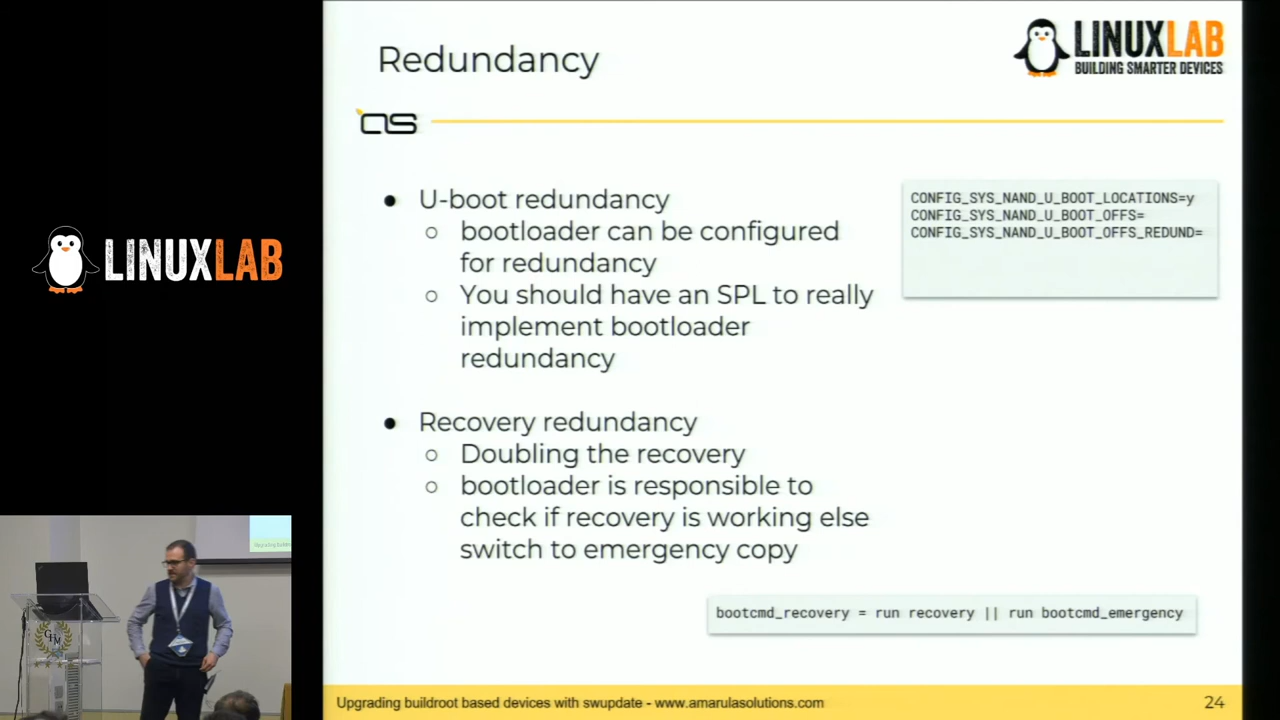 Redundancy
LINUXLAB
BUILDING SMARTER DEVICES
as
● U-boot redundancy
○ bootloader can be configured
for redundancy
○ You should have an SPL to really
implement bootloader
redundancy
CONFIG_SYS_NAND_U_BOOT_LOCATIONS=y
CONFIG_SYS_NAND_U_BOOT_OFFS=
CONFIG_SYS_NAND_U_BOOT_OFFS_REDUND=
LINUXLAB
● Recovery redundancy
○ Doubling the recovery
○ bootloader is responsible to
check if recovery is working else
switch to emergency copy
bootcmd_recovery = run recovery || run bootcmd_emergency
Upgrading buildroot based devices with swupdate - www.amarulasolutions.com
24